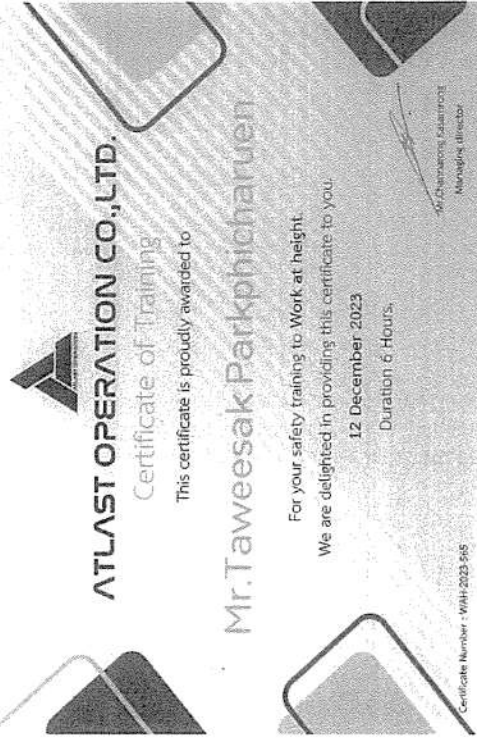 ATLAST OPERATION CO.,LTD.
Certificate of Training
This certificate is proudly awarded to
Mr.Taweesak Parkphicharuen
For your safety training to Work at height.
We are delighted in providing this certificate to you.
12 December 2023
Duration 6 Hours.
Managing director
Certificate Number : WAH-2023-565